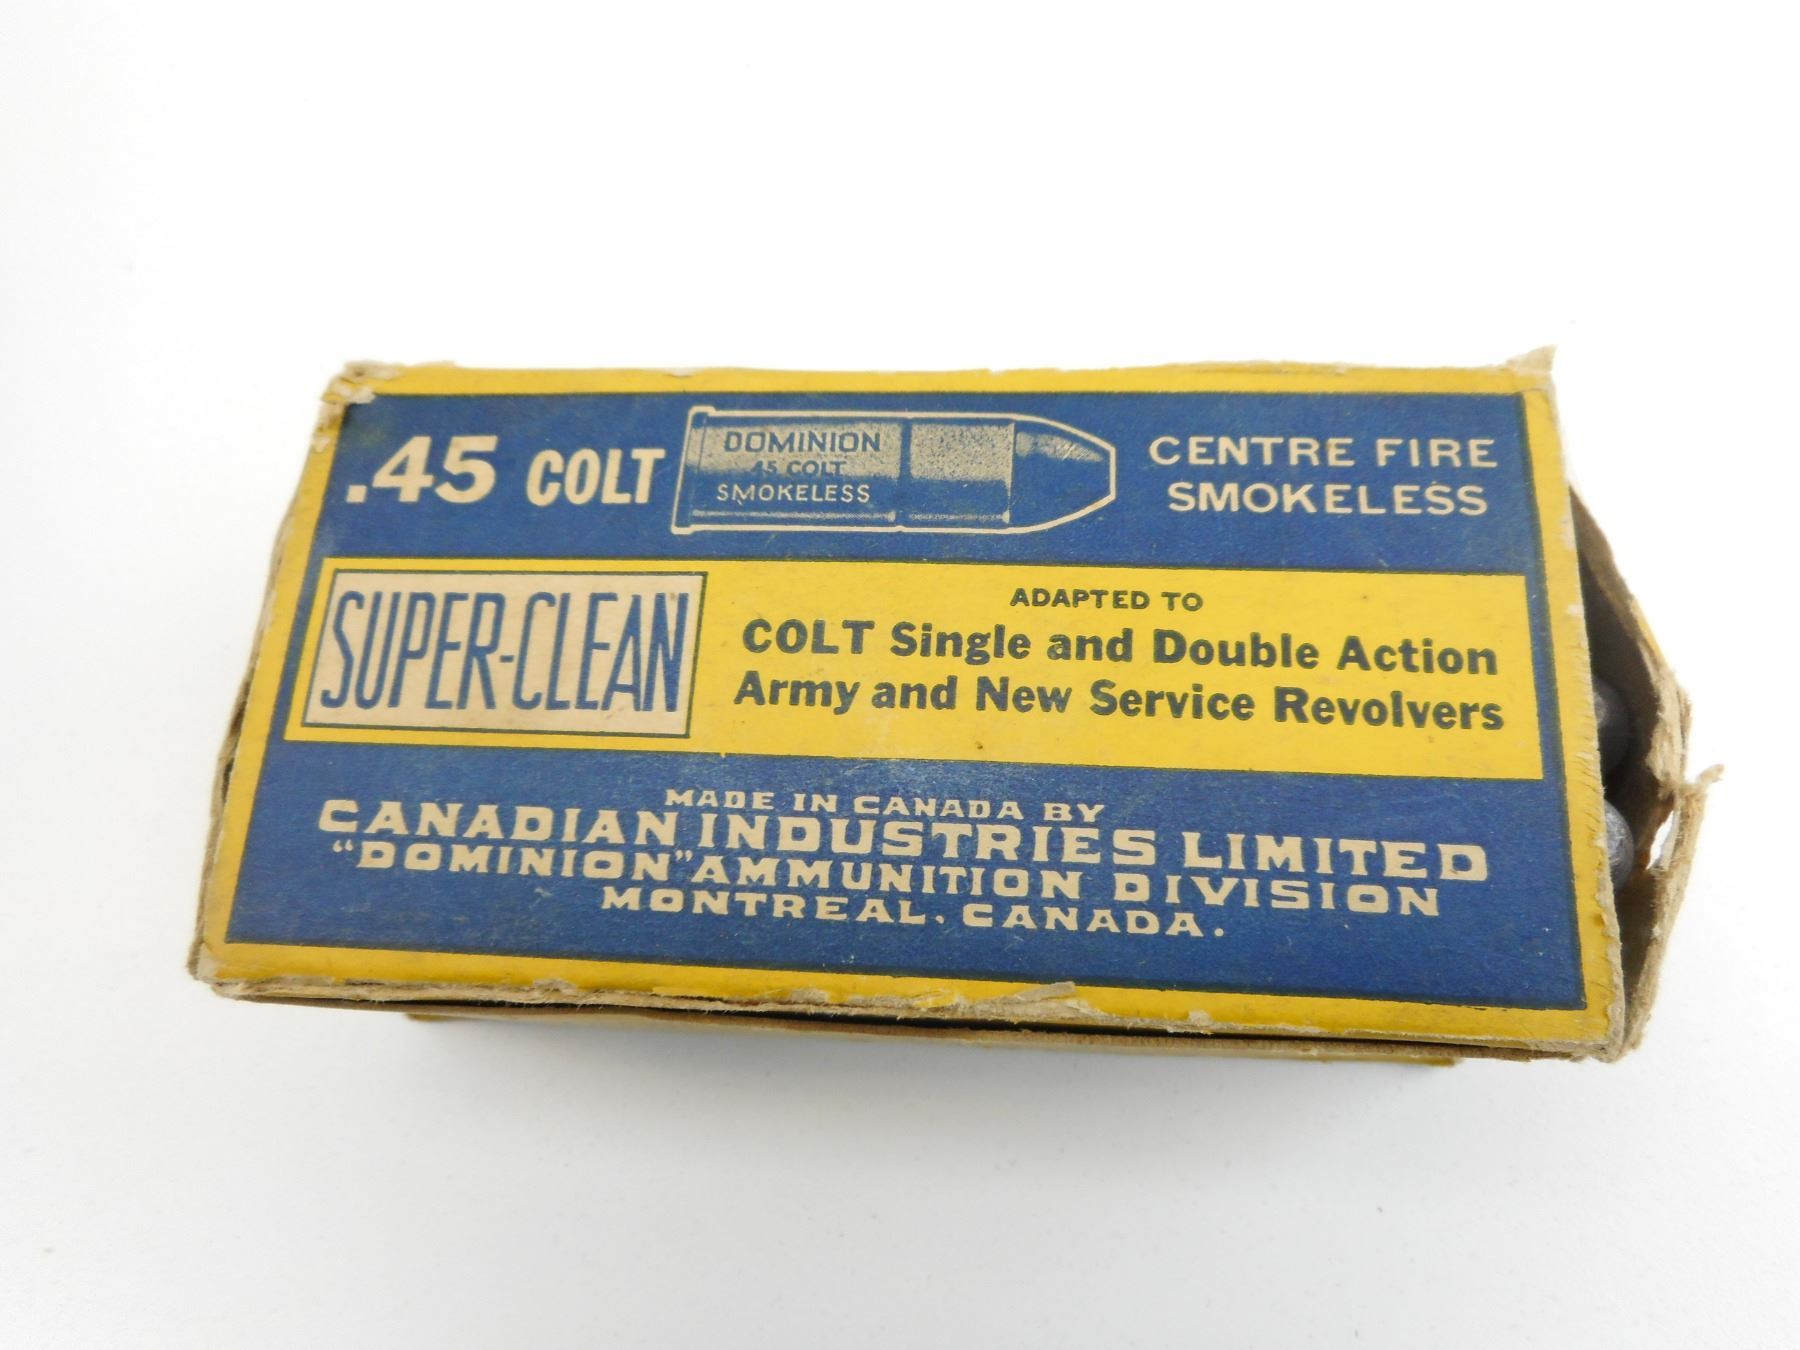 .45 COLT
DOMINION
.45 COLT
SMOKELESS
CENTRE FIRE
SMOKELESS
SUPER-CLEAN
ADAPTED TO
COLT Single and Double Action
Army and New Service Revolvers
MADE IN CANADA BY
CANADIAN INDUSTRIES LIMITED
"DOMINION" AMMUNITION DIVISION
MONTREAL. CANADA.